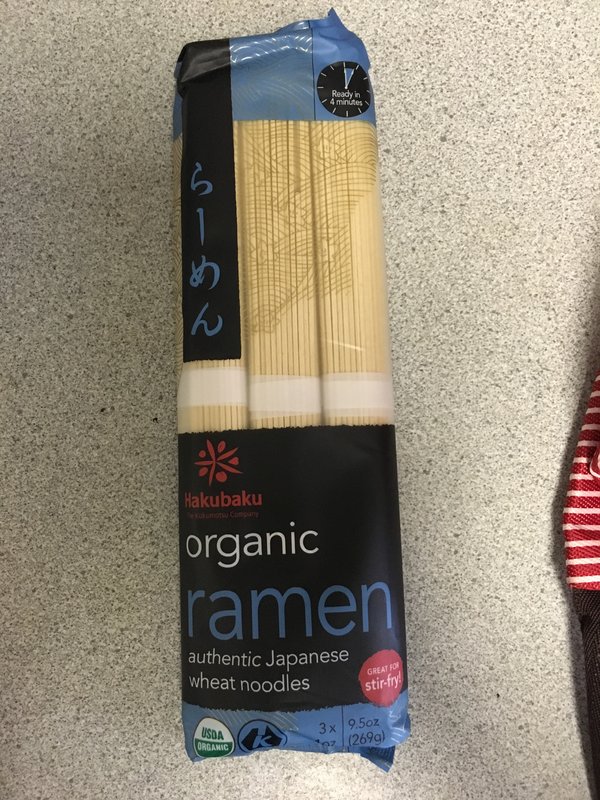 Ready in
4 minutes
らーめん
Hakubaku
The Kokumotsu Company
organic
ramen
authentic Japanese
wheat noodles
GREAT FOR
stir-fry!
USDA
ORGANIC
k
3 x
9.5oz
(269g)